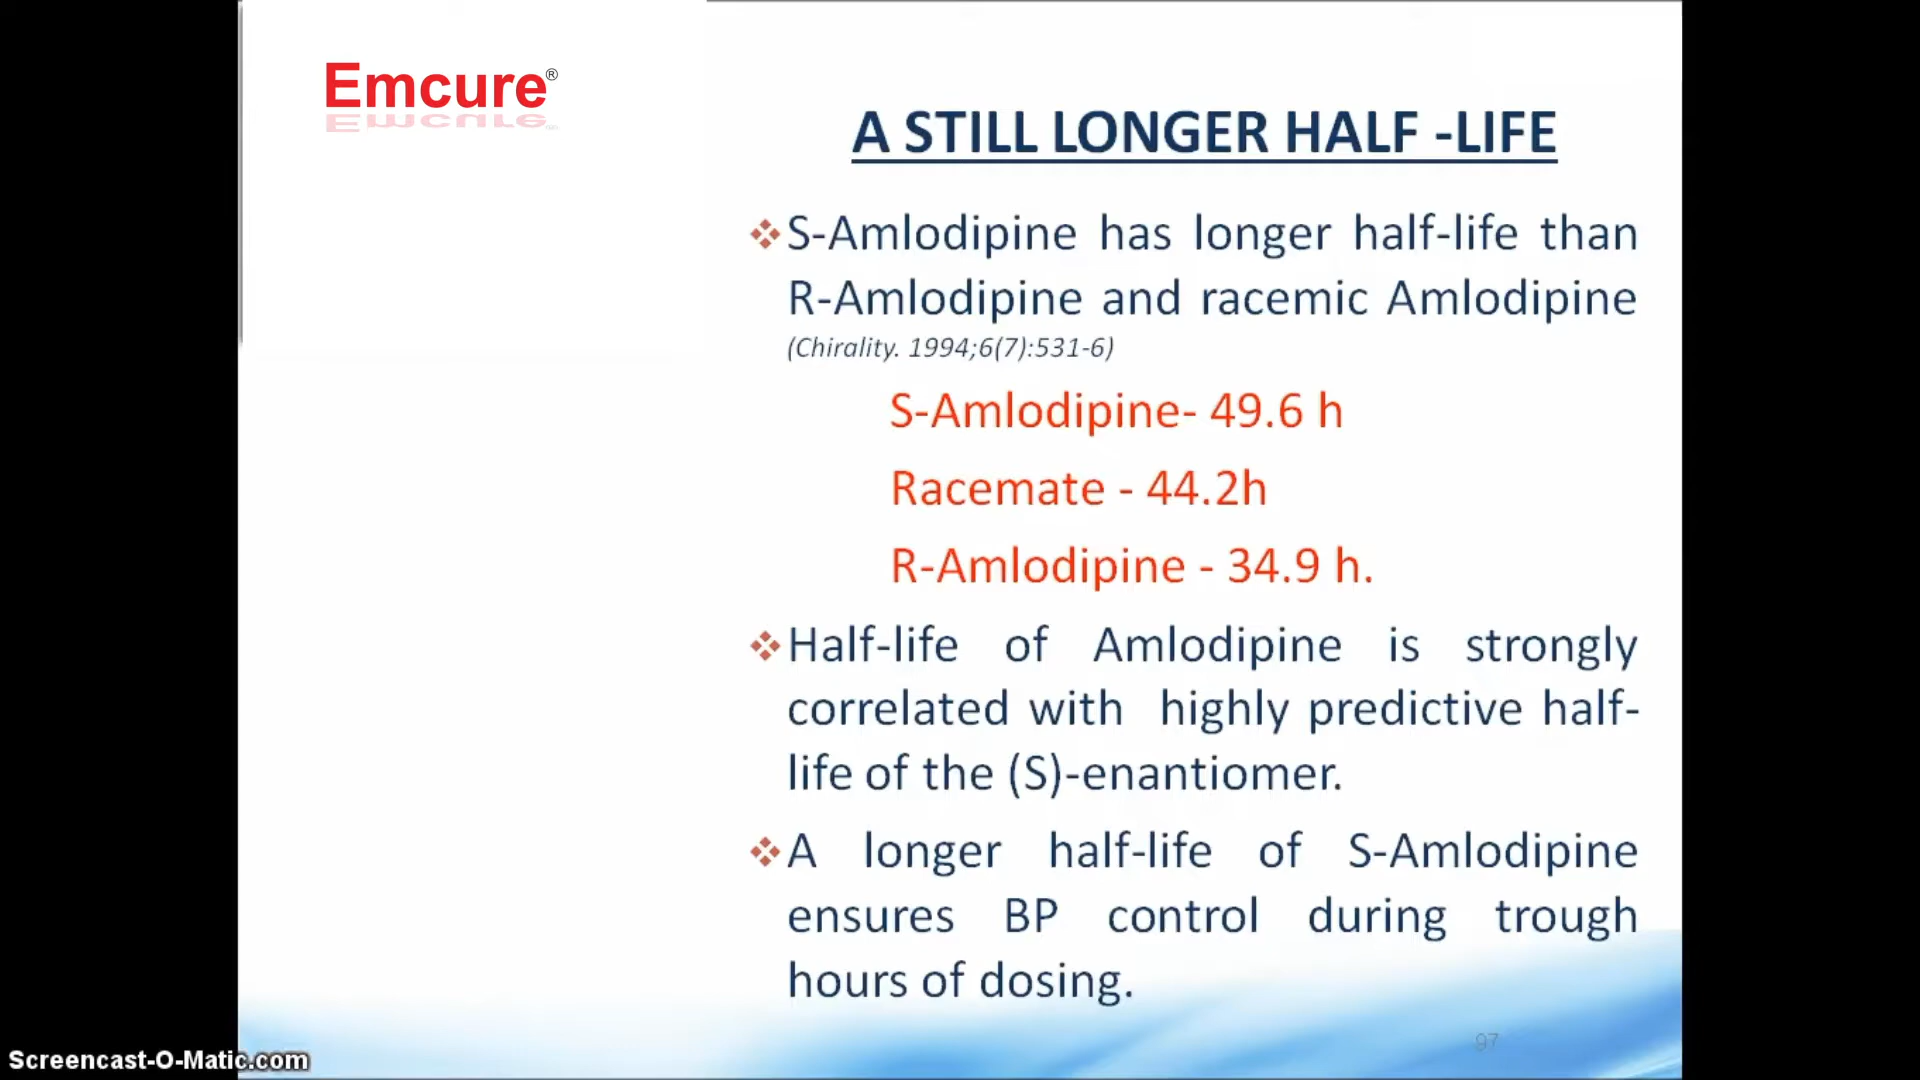 Emcure®
A STILL LONGER HALF -LIFE
S-Amlodipine has longer half-life than
R-Amlodipine and racemic Amlodipine
(Chirality. 1994;6(7):531-6)
S-Amlodipine- 49.6 h
Racemate - 44.2h
R-Amlodipine - 34.9 h.
Half-life of Amlodipine is strongly
correlated with highly predictive half-
life of the (S)-enantiomer.
A longer half-life of S-Amlodipine
ensures BP control during trough
hours of dosing.
97
Screencast-O-Matic.com